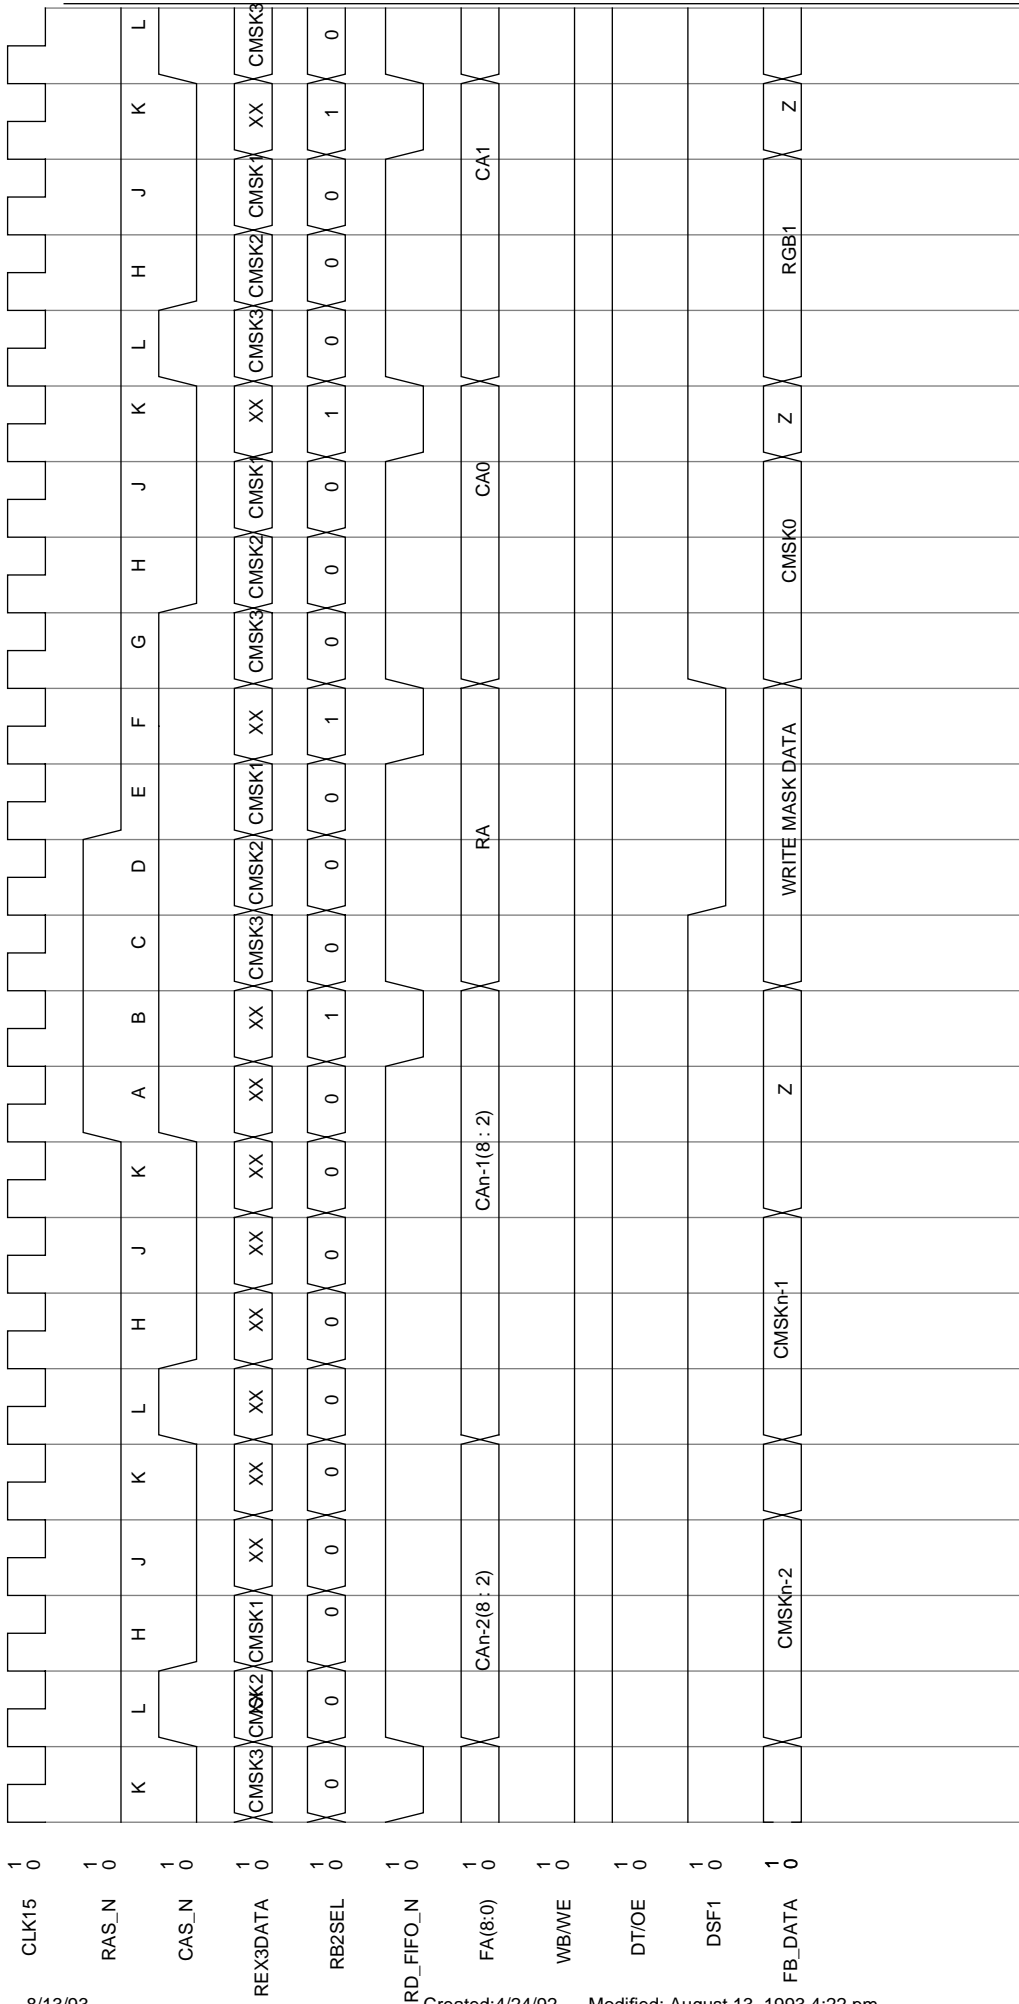 CLK15 1 0
RAS_N 1 0
K L H J K L H J K A B C D E F G H J K L H J K L
CAS_N 1 0
REX3DATA 1 0 CMSK3 CMSK2 CMSK1 XX XX XX XX XX XX XX XX CMSK3 CMSK2 CMSK1 XX CMSK3 CMSK2 CMSK1 XX CMSK3 CMSK2 CMSK1 XX CMSK3
RB2SEL 1 0 0 0 0 0 0 0 0 0 0 0 1 0 0 0 1 0 0 0 1 0 0 0 1 0
RD_FIFO_N 1 0
FA(8:0) 1 0 CAn-2(8 : 2) CAn-1(8 : 2) RA CA0 CA1
WB/WE 1 0
DT/OE 1 0
DSF1 1 0
FB_DATA 1 0 CMSKn-2 CMSKn-1 Z WRITE MASK DATA CMSK0 Z RGB1 Z
8/13/93 Created:4/24/92 Modified: August 13, 1993 4:22 pm